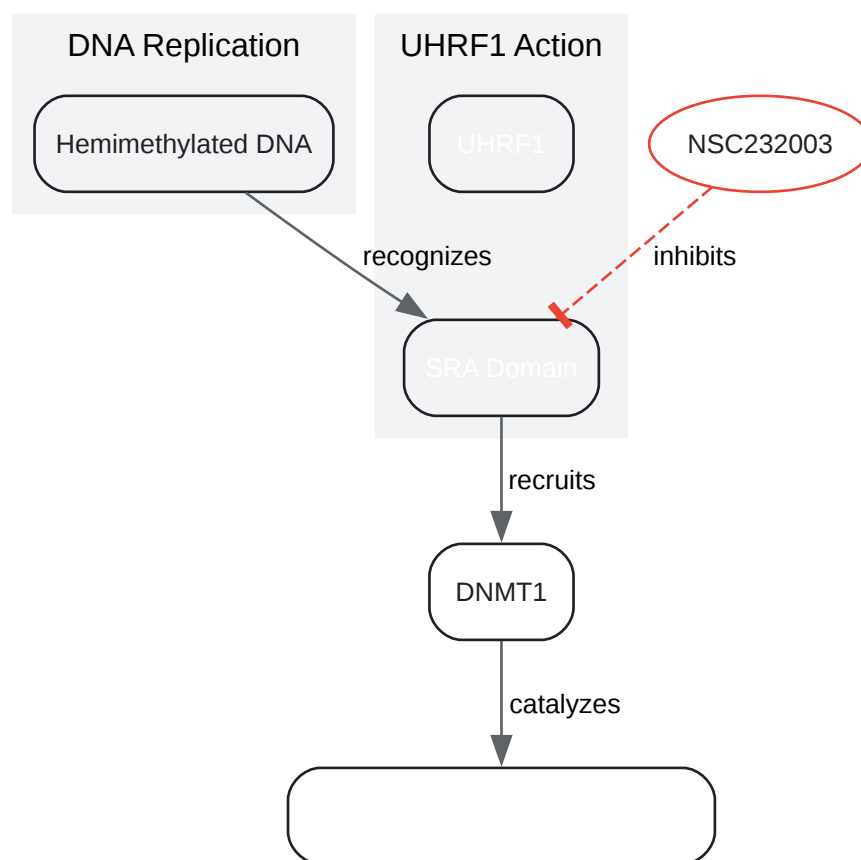 DNA Replication
UHRF1 Action
Hemimethylated DNA
UHRF1
NSC232003
recognizes
inhibits
SRA Domain
recruits
DNMT1
catalyzes